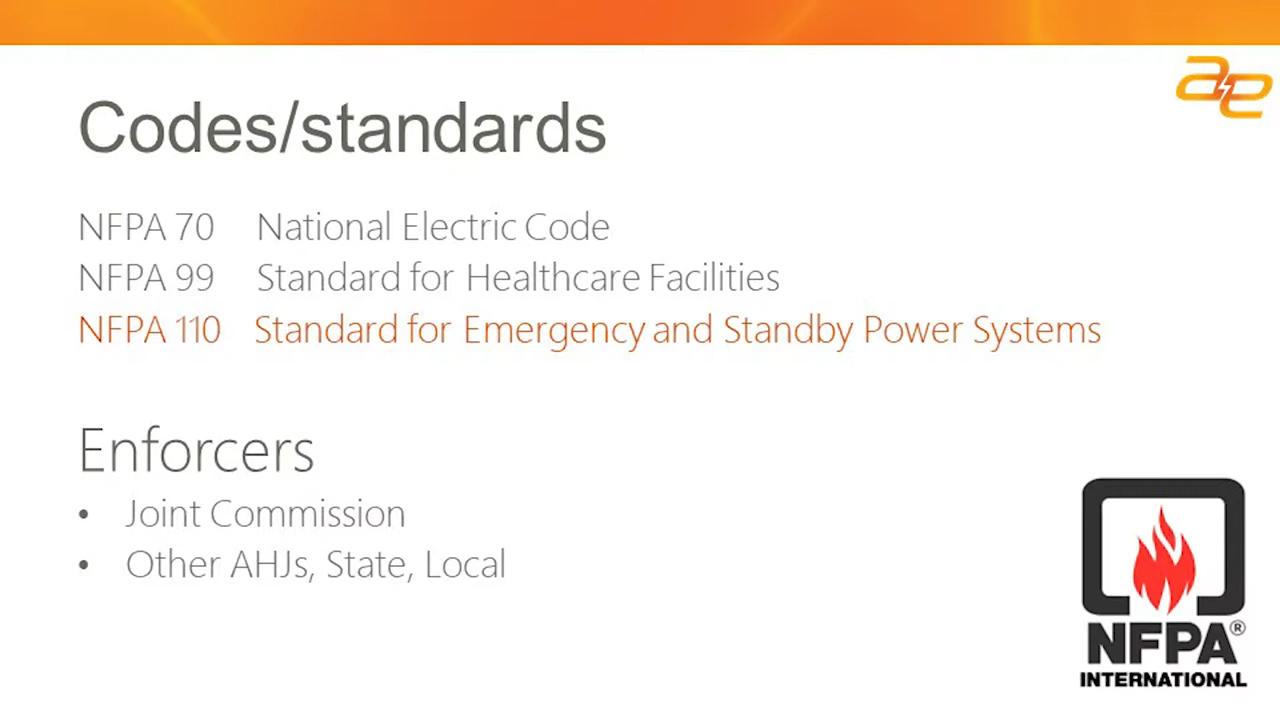 ae
Codes/standards
NFPA 70 National Electric Code
NFPA 99 Standard for Healthcare Facilities
NFPA 110 Standard for Emergency and Standby Power Systems
Enforcers
• Joint Commission
• Other AHJs, State, Local
NFPA®
INTERNATIONAL